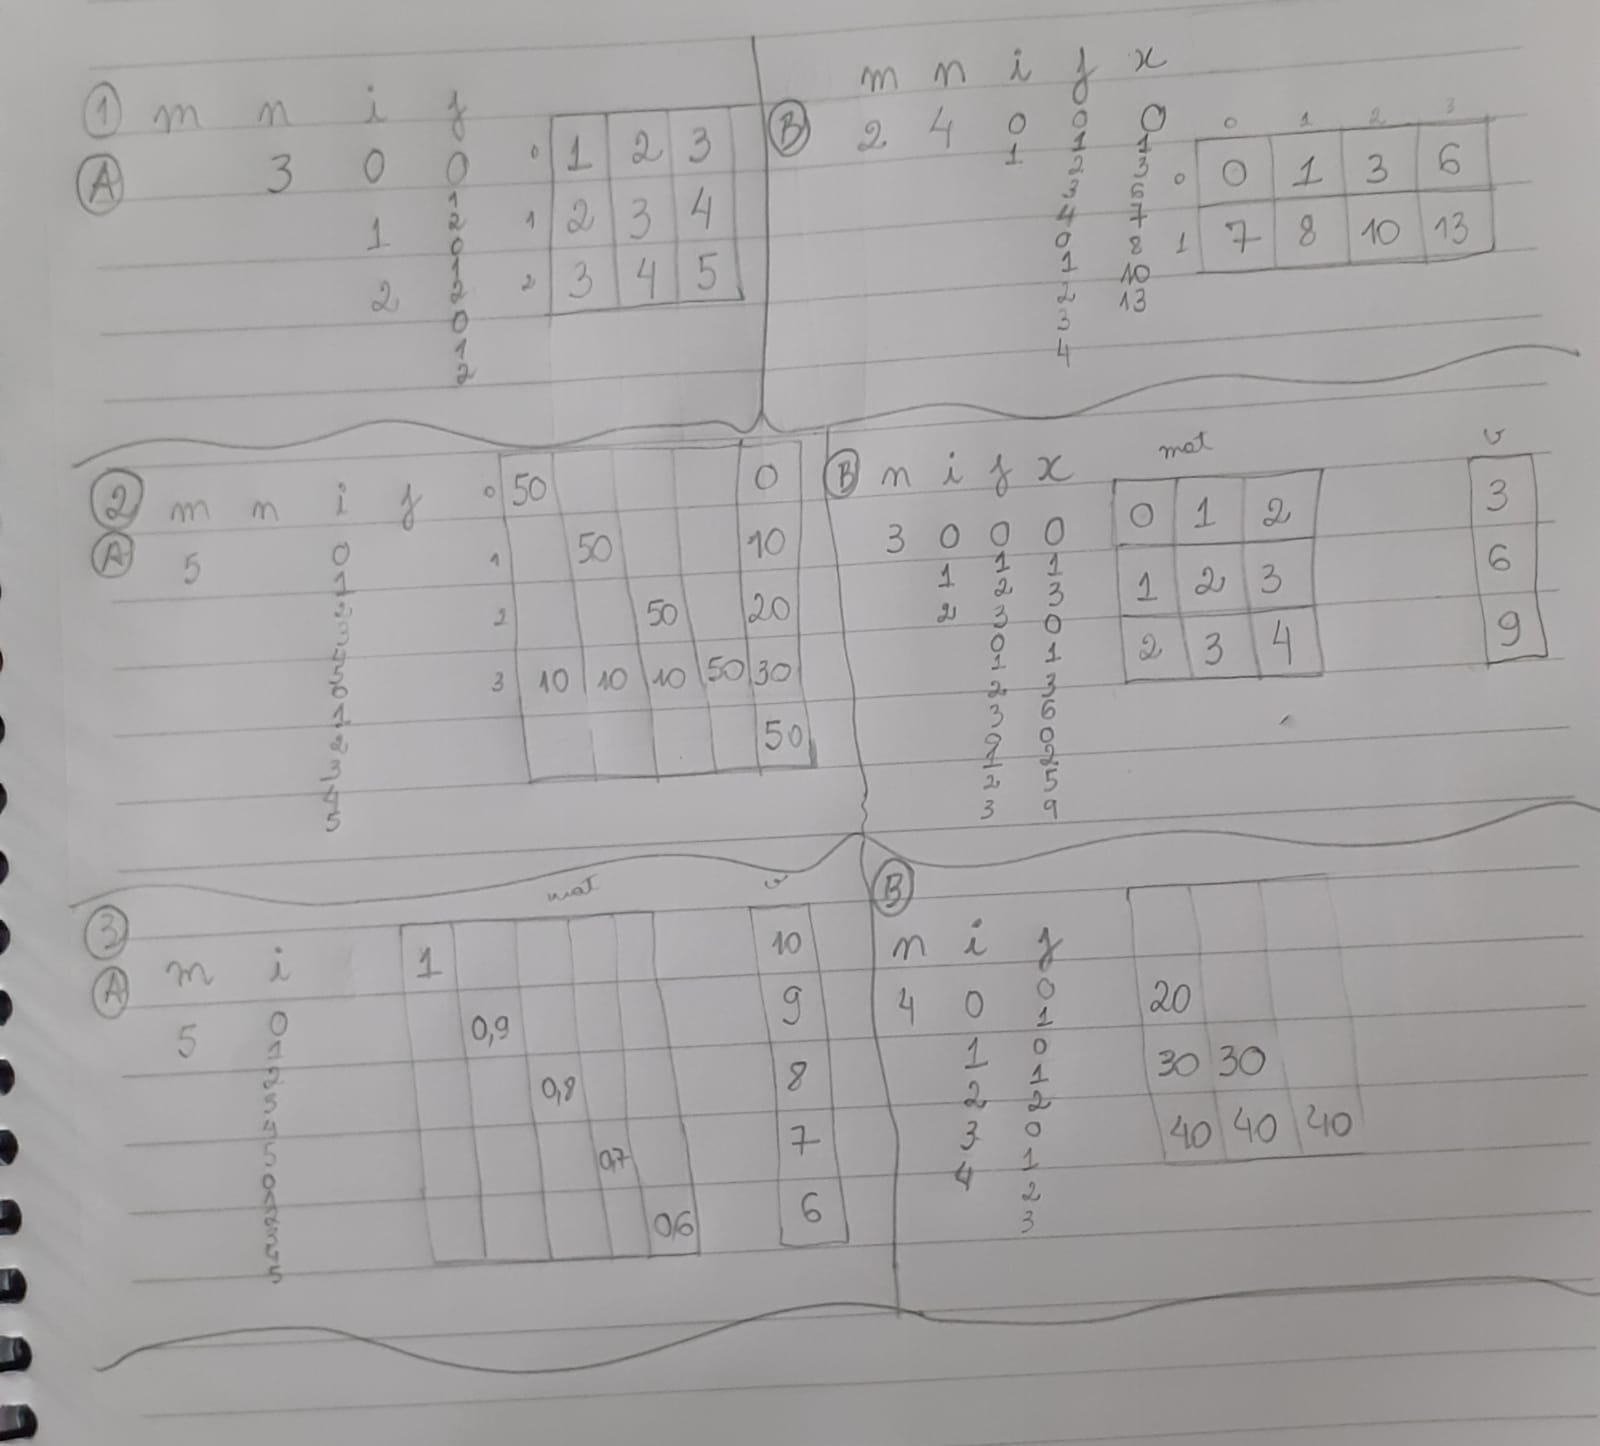 ① m n i j
Ⓐ 3 0 0
1
1 2
0
1
2 2
0
1
2
0 1 2 3
1 2 3 4
2 3 4 5
m n i j x
0
Ⓑ 2 4 0 0 0
1 1 1
2 3
3 6
4 7
0 8
1 10
2 13
3
4
0 1 2 3
0 0 1 3 6
1 7 8 10 13
② m n i j
Ⓐ 5 0
1
2
3
5
0
1
2
3
4
5
0 50 0
1 50 10
2 50 20
3 10 10 10 50 30
50
Ⓑ n i j x
3 0 0 0
1 1 1
2 3
2 3 0
0
1 1
2 3
3 6
0 0
1 2
2 5
3 9
mat
0 1 2
1 2 3
2 3 4
v
3
6
9
③
Ⓐ m i
5 0
1
2
3
5
0
1
2
3
5
mat v
1 10
0,9 9
0,8 8
0,7 7
0,6 6
Ⓑ
n i j
4 0 0
1
1 0
1
2 2
3 0
4 1
2
3
20
30 30
40 40 40